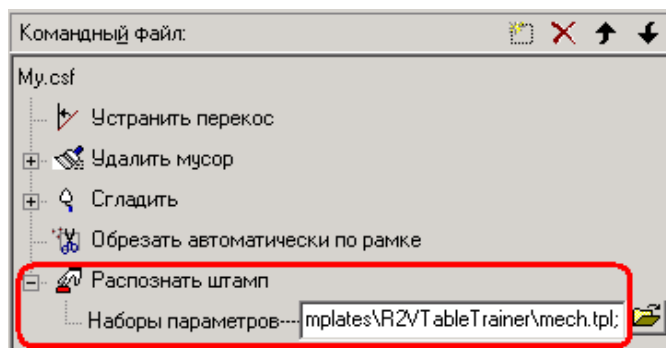 Командный файл:
My.csf
Устранить перекос
Удалить мусор
Сгладить
Обрезать автоматически по рамке
Распознать штамп
Наборы параметров mplates\R2VTableTrainer\mech.tpl;